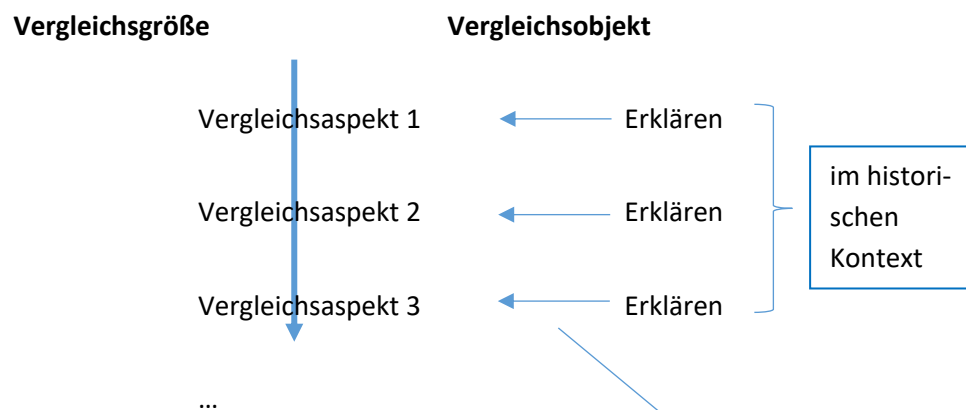 Vergleichsgröße Vergleichsobjekt
Vergleichsaspekt 1 Erklären
im histori-
schen
Kontext
Vergleichsaspekt 2 Erklären
Vergleichsaspekt 3 Erklären
...